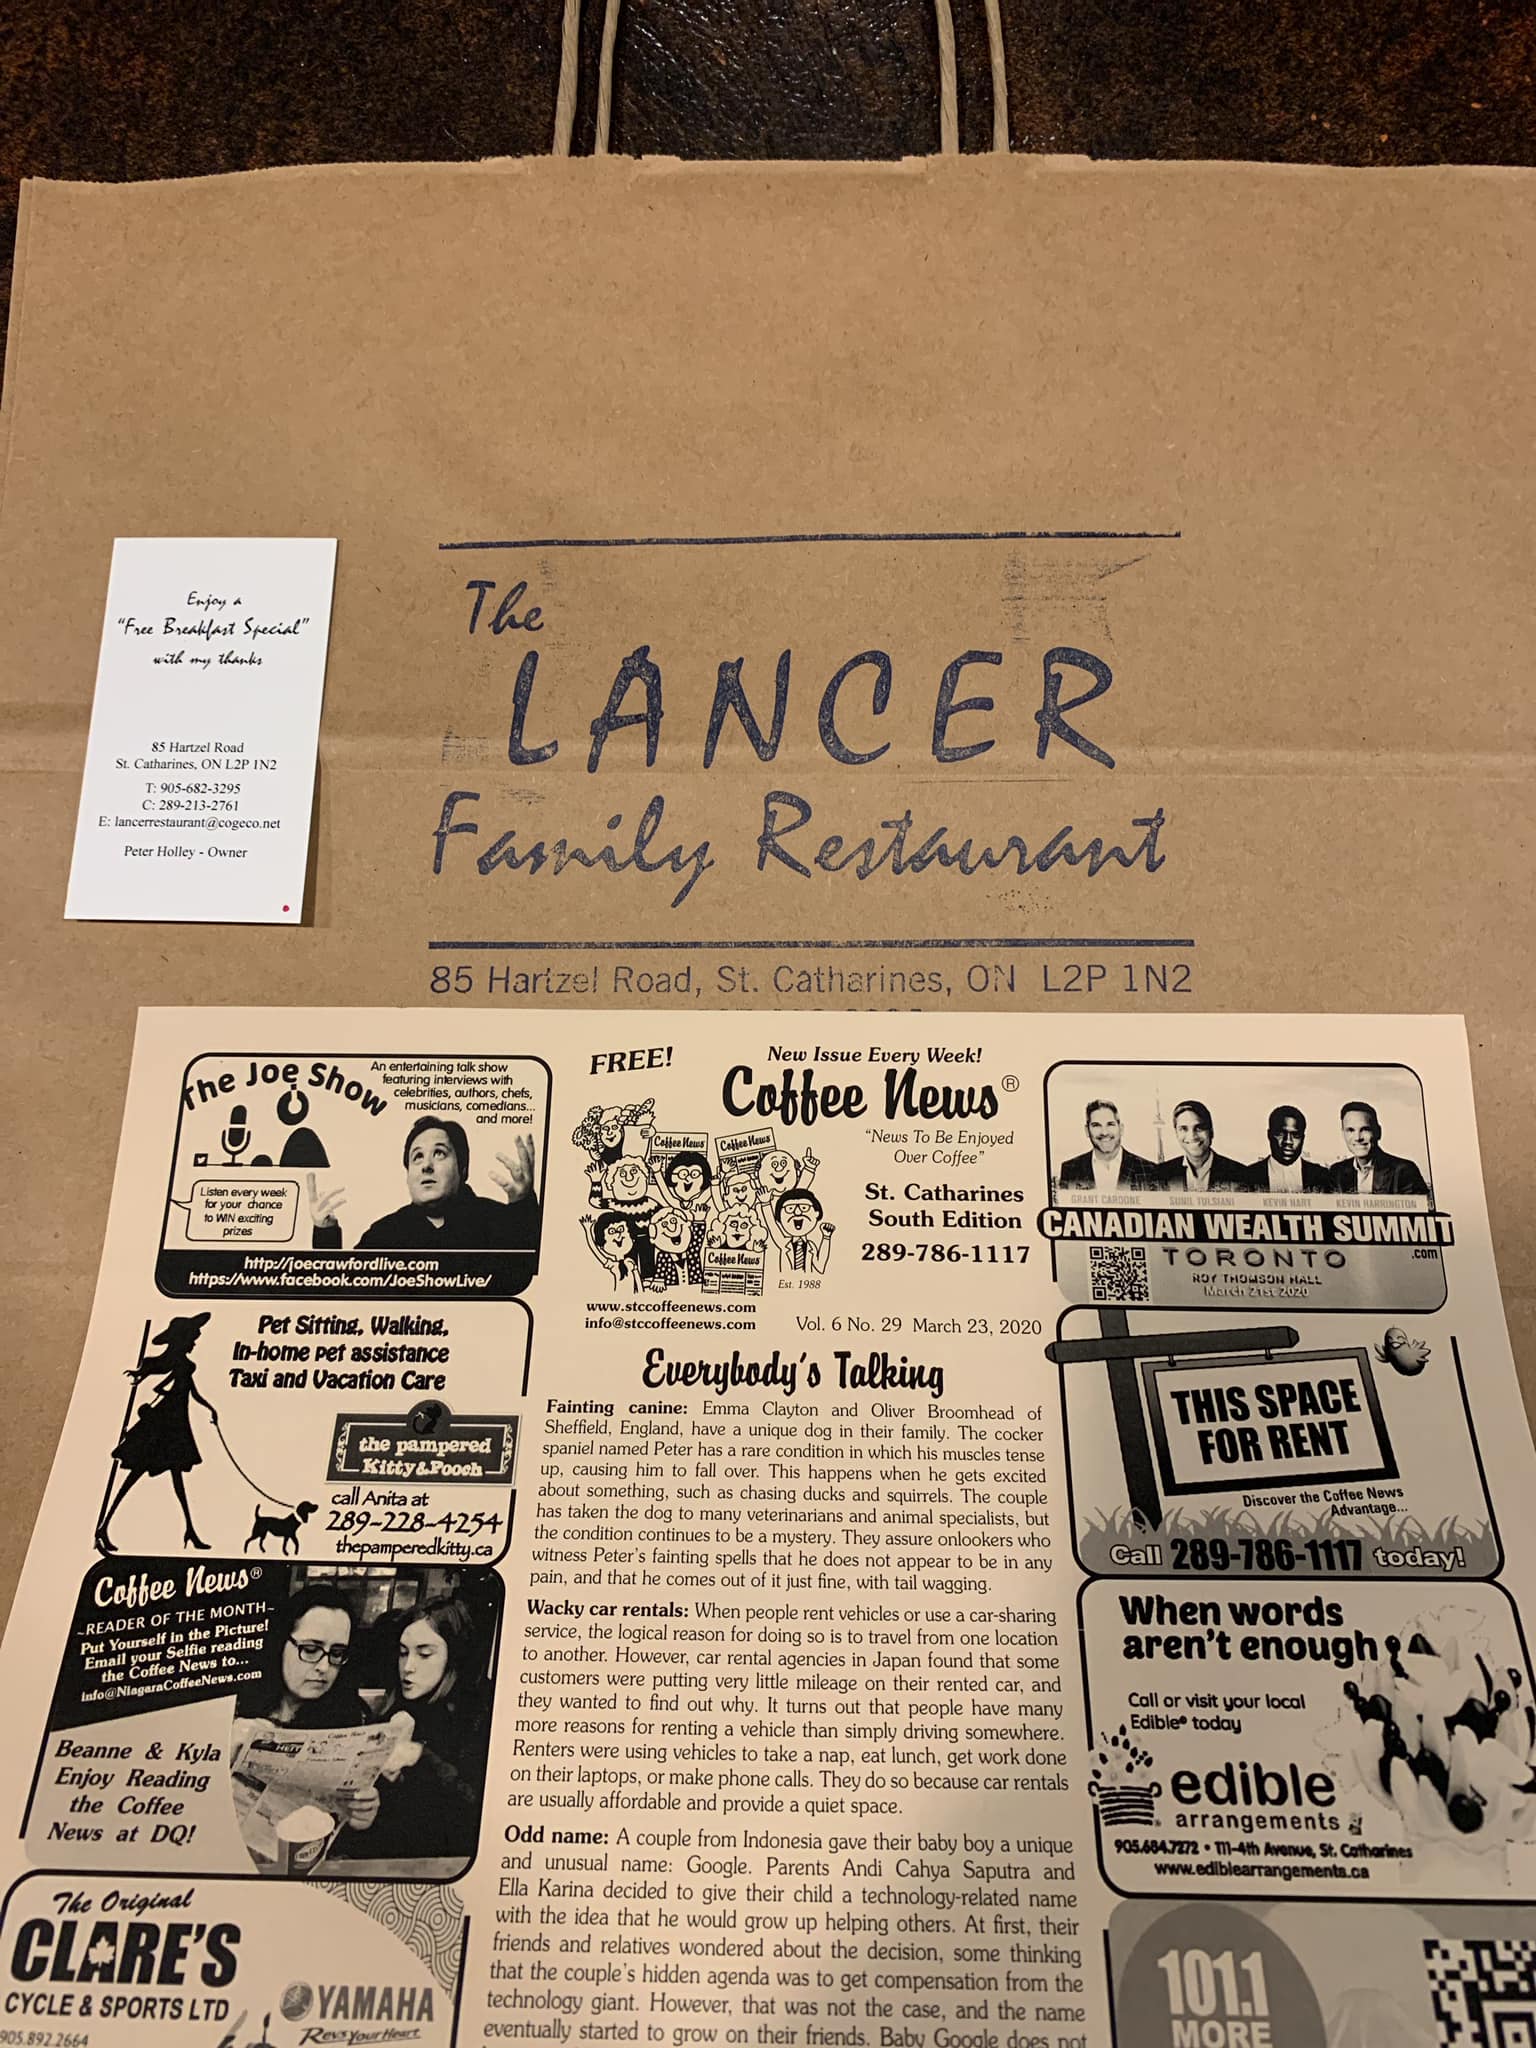 The
LANCER
Family Restaurant
85 Hartzel Road, St. Catharines, ON L2P 1N2
Enjoy a
"Free Breakfast Special"
with my thanks
85 Hartzel Road
St. Catharines, ON L2P 1N2
T: 905-682-3295
C: 289-213-2761
E: lancerrestaurant@cogeco.net
Peter Holley - Owner
The Joe Show
An entertaining talk show
featuring interviews with
celebrities, authors, chefs,
musicians, comedians...
and more!
Listen every week
for your chance
to WIN exciting
prizes
http://joecrawfordlive.com
https://www.facebook.com/JoeShowLive/
Pet Sitting, Walking,
In-home pet assistance
Taxi and Vacation Care
the pampered
Kitty & Pooch
call Anita at
289-228-4254
thepamperedkitty.ca
Coffee News®
~READER OF THE MONTH~
Put Yourself in the Picture!
Email your Selfie reading
the Coffee News to...
info@NiagaraCoffeeNews.com
Beanne & Kyla
Enjoy Reading
the Coffee
News at DQ!
The Original
CLARE'S
CYCLE & SPORTS LTD
905.892.2664
YAMAHA
Revs Your Heart
FREE!
New Issue Every Week!
Coffee News®
"News To Be Enjoyed
Over Coffee"
Coffee News
Coffee News
Coffee News
Est. 1988
St. Catharines
South Edition
289-786-1117
www.stccoffeenews.com
info@stccoffeenews.com
Vol. 6 No. 29 March 23, 2020
Everybody's Talking
Fainting canine: Emma Clayton and Oliver Broomhead of
Sheffield, England, have a unique dog in their family. The cocker
spaniel named Peter has a rare condition in which his muscles tense
up, causing him to fall over. This happens when he gets excited
about something, such as chasing ducks and squirrels. The couple
has taken the dog to many veterinarians and animal specialists, but
the condition continues to be a mystery. They assure onlookers who
witness Peter's fainting spells that he does not appear to be in any
pain, and that he comes out of it just fine, with tail wagging.
Wacky car rentals: When people rent vehicles or use a car-sharing
service, the logical reason for doing so is to travel from one location
to another. However, car rental agencies in Japan found that some
customers were putting very little mileage on their rented car, and
they wanted to find out why. It turns out that people have many
more reasons for renting a vehicle than simply driving somewhere.
Renters were using vehicles to take a nap, eat lunch, get work done
on their laptops, or make phone calls. They do so because car rentals
are usually affordable and provide a quiet space.
Odd name: A couple from Indonesia gave their baby boy a unique
and unusual name: Google. Parents Andi Cahya Saputra and
Ella Karina decided to give their child a technology-related name
with the idea that he would grow up helping others. At first, their
friends and relatives wondered about the decision, some thinking
that the couple's hidden agenda was to get compensation from the
technology giant. However, that was not the case, and the name
eventually started to grow on their friends. Baby Google does not
GRANT CARDONE SUNIL TULSIANI KEVIN HART KEVIN HARRINGTON
CANADIAN WEALTH SUMMIT
.com
TORONTO
ROY THOMSON HALL
March 21st 2020
THIS SPACE
FOR RENT
Discover the Coffee News
Advantage...
Call 289-786-1117 today!
When words
aren't enough
Call or visit your local
Edible® today
edible
arrangements
905.684.7272 • 111-4th Avenue, St. Catharines
www.ediblearrangements.ca
101.1
MORE